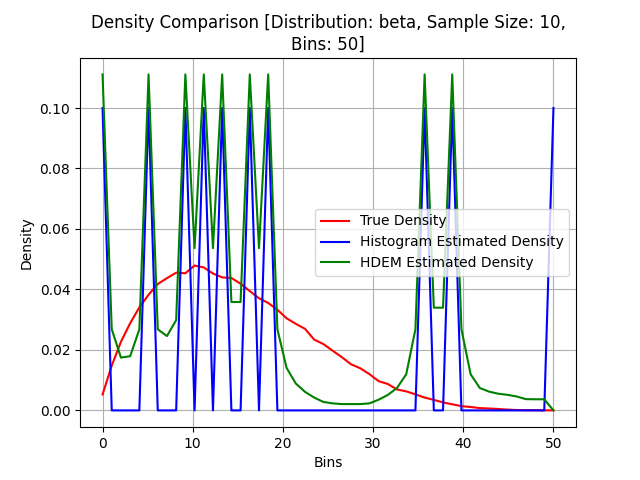 Density Comparison [Distribution: beta, Sample Size: 10,
Bins: 50]
Density
0.10
0.08
0.06
0.04
0.02
0.00
True Density
Histogram Estimated Density
HDEM Estimated Density
0 10 20 30 40 50
Bins